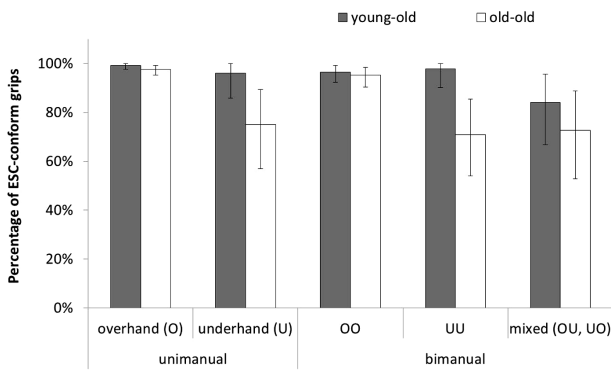 young-old old-old
Percentage of ESC-conform grips
100%
80%
60%
40%
20%
0%
overhand (O) underhand (U) OO UU mixed (OU, UO)
unimanual bimanual